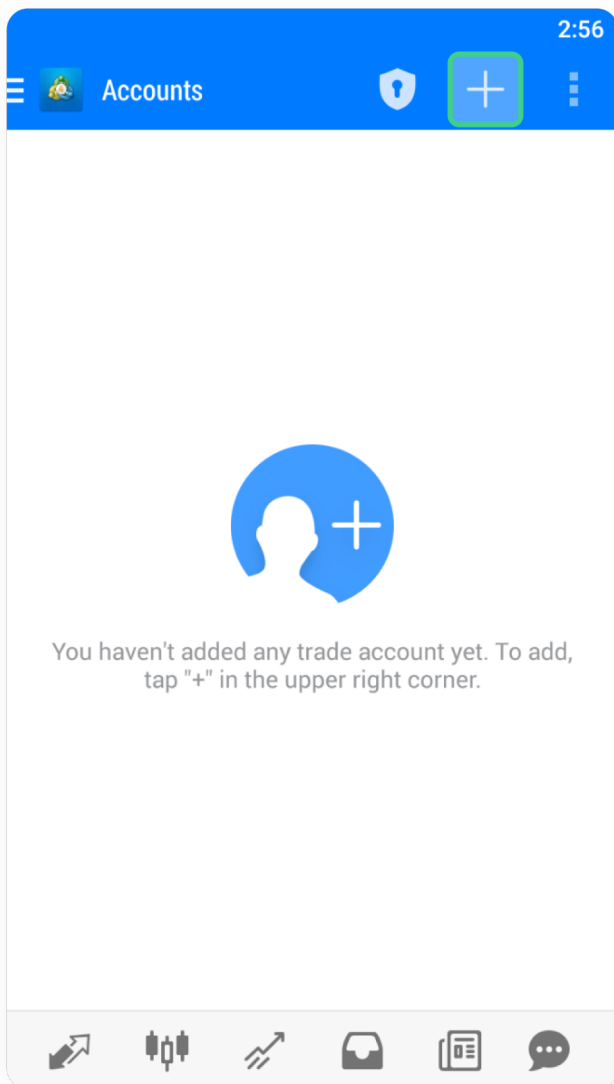 2:56
Accounts
You haven't added any trade account yet. To add,
tap "+" in the upper right corner.